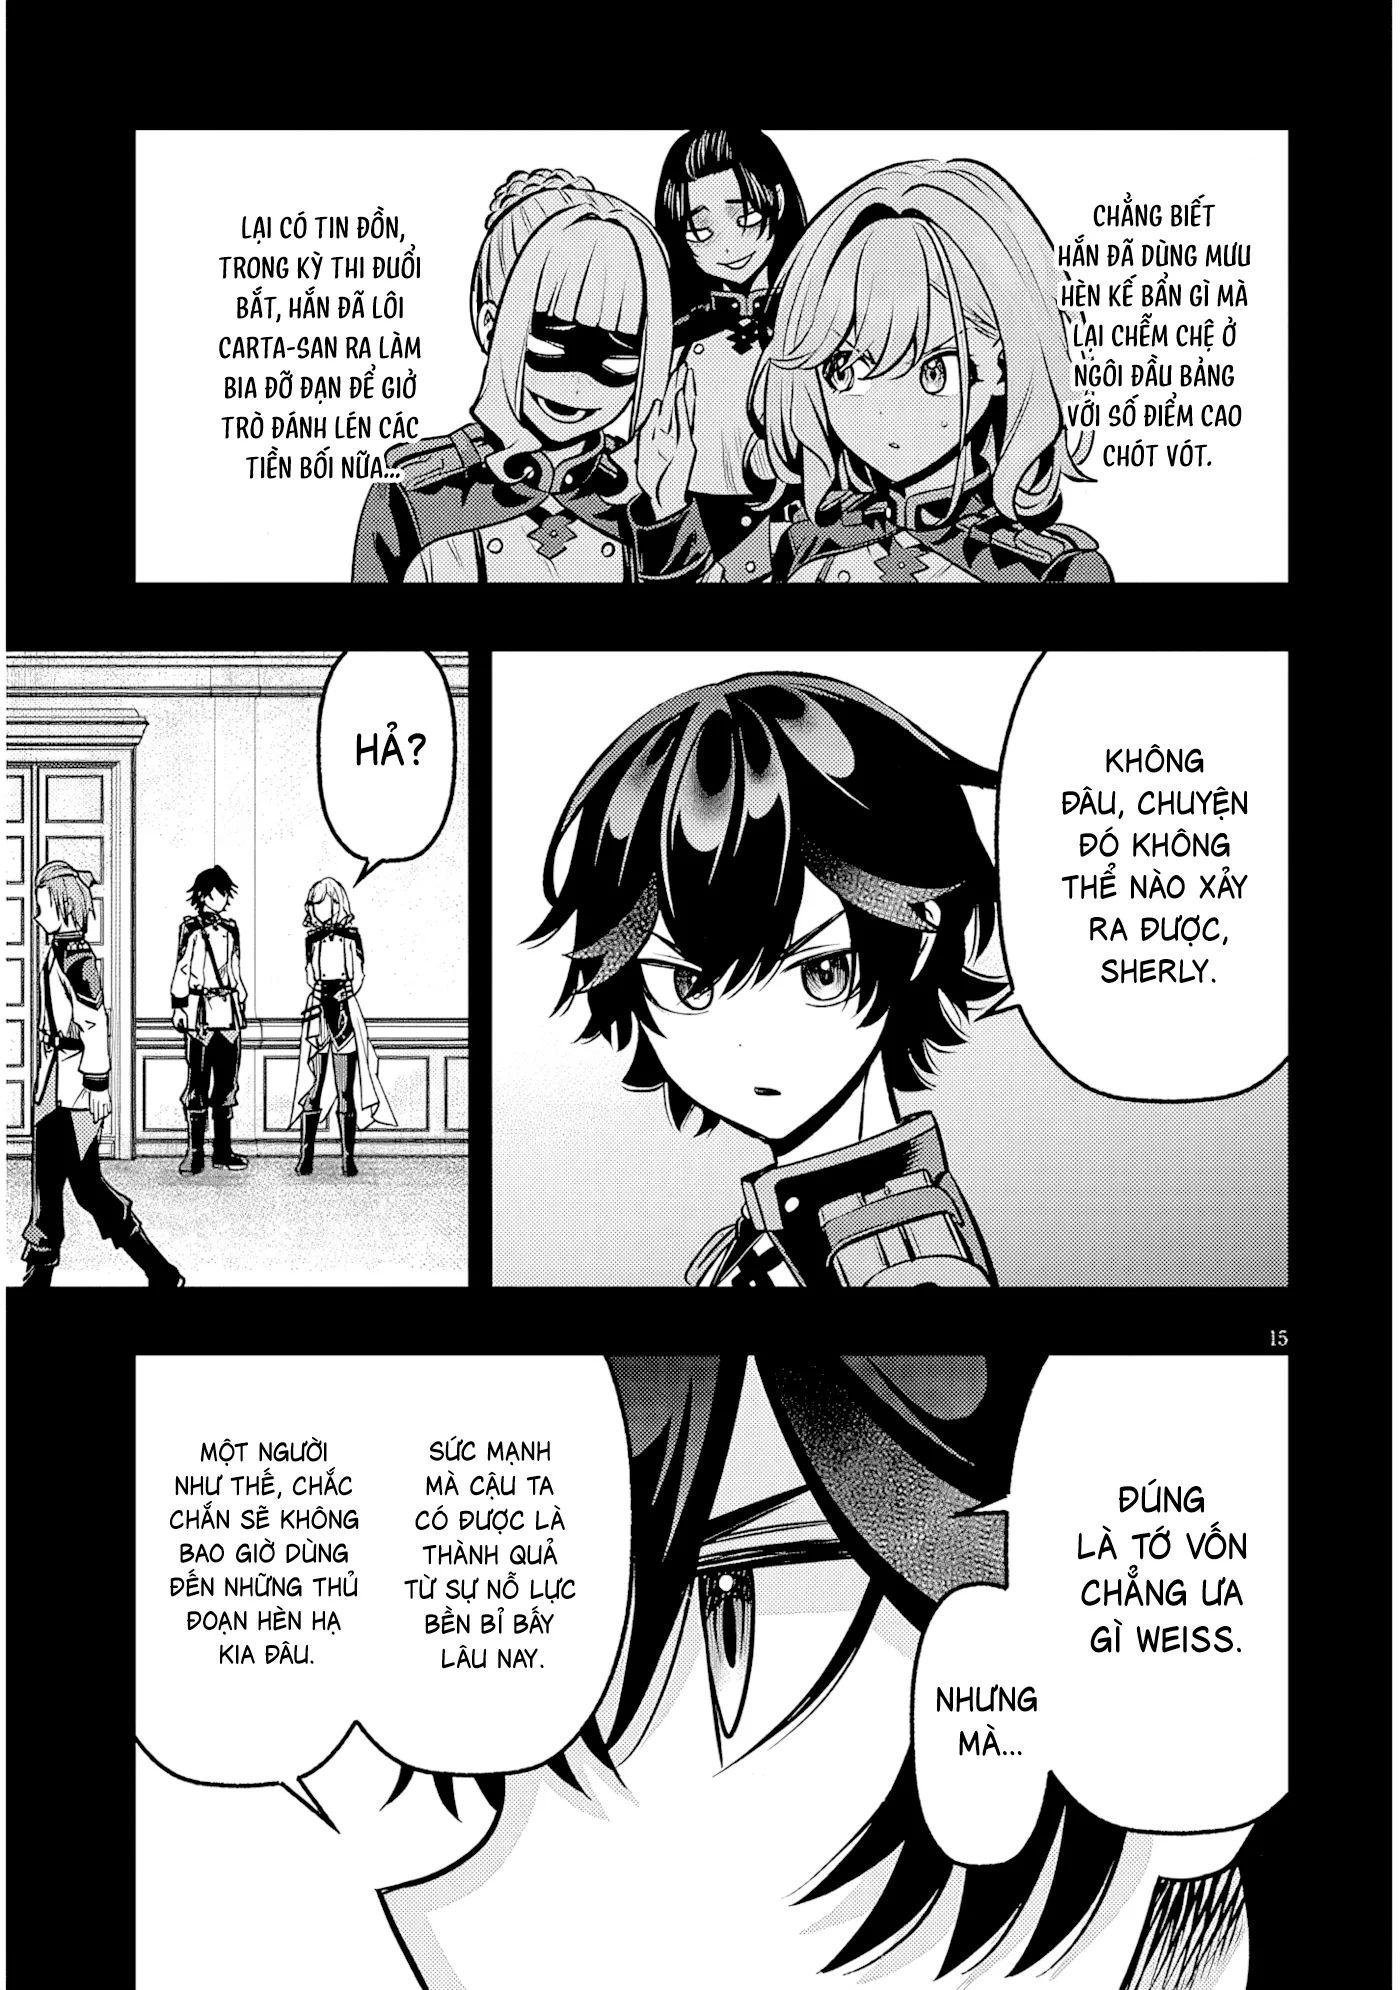 CHẲNG BIẾT
HẮN ĐÃ DÙNG MƯU
HÈN KẾ BẨN GÌ MÀ
LẠI CHỄM CHỆ Ở
NGÔI ĐẦU BẢNG
VỚI SỐ ĐIỂM CAO
CHÓT VÓT.
LẠI CÓ TIN ĐỒN,
TRONG KỲ THI ĐUỔI
BẮT, HẮN ĐÃ LÔI
CARTA-SAN RA LÀM
BIA ĐỠ ĐẠN ĐỂ GIỞ
TRÒ ĐÁNH LÉN CÁC
TIỀN BỐI NỮA...
KHÔNG
ĐÂU, CHUYỆN
ĐÓ KHÔNG
THỂ NÀO XẢY
RA ĐƯỢC,
SHERLY.
HẢ?
15
ĐÚNG
LÀ TỚ VỐN
CHẲNG ƯA
GÌ WEISS.
NHƯNG
MÀ...
SỨC MẠNH
MÀ CẬU TA
CÓ ĐƯỢC LÀ
THÀNH QUẢ
TỪ SỰ NỖ LỰC
BỀN BỈ BẤY
LÂU NAY.
MỘT NGƯỜI
NHƯ THẾ, CHẮC
CHẮN SẼ KHÔNG
BAO GIỜ DÙNG
ĐẾN NHỮNG THỦ
ĐOẠN HÈN HẠ
KIA ĐÂU.